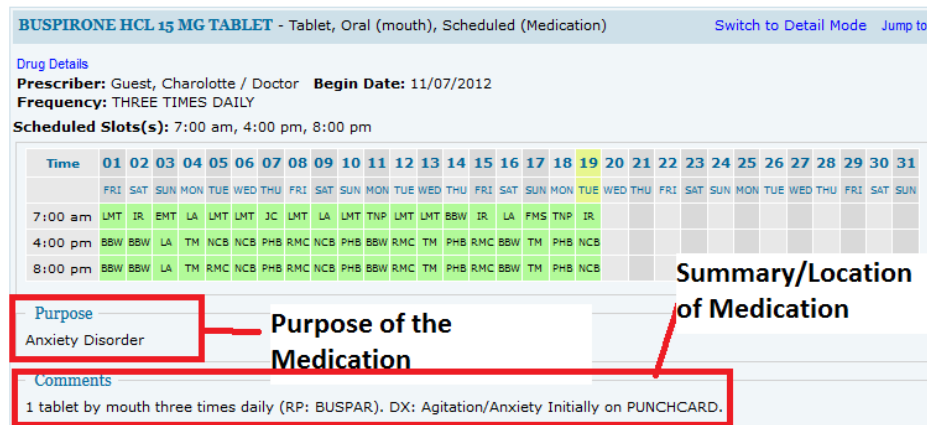 BUSPIRONE HCL 15 MG TABLET - Tablet, Oral (mouth), Scheduled (Medication) Switch to Detail Mode Jump to
Drug Details
Prescriber: Guest, Charolotte / Doctor Begin Date: 11/07/2012
Frequency: THREE TIMES DAILY
Scheduled Slots(s): 7:00 am, 4:00 pm, 8:00 pm
Time 01 02 03 04 05 06 07 08 09 10 11 12 13 14 15 16 17 18 19 20 21 22 23 24 25 26 27 28 29 30 31
FRI SAT SUN MON TUE WED THU FRI SAT SUN MON TUE WED THU FRI SAT SUN MON TUE WED THU FRI SAT SUN MON TUE WED THU FRI SAT SUN
7:00 am LMT IR EMT LA LMT LMT JC LMT LA LMT TNP LMT LMT BBW IR LA FMS TNP IR
4:00 pm BBW BBW LA TM NCB NCB PHB RMC NCB PHB BBW RMC TM PHB RMC BBW TM PHB NCB
8:00 pm BBW BBW LA TM RMC NCB PHB RMC NCB PHB BBW RMC TM PHB RMC BBW TM PHB NCB
Summary/Location
of Medication
Purpose
Anxiety Disorder
Purpose of the
Medication
Comments
1 tablet by mouth three times daily (RP: BUSPAR). DX: Agitation/Anxiety Initially on PUNCHCARD.